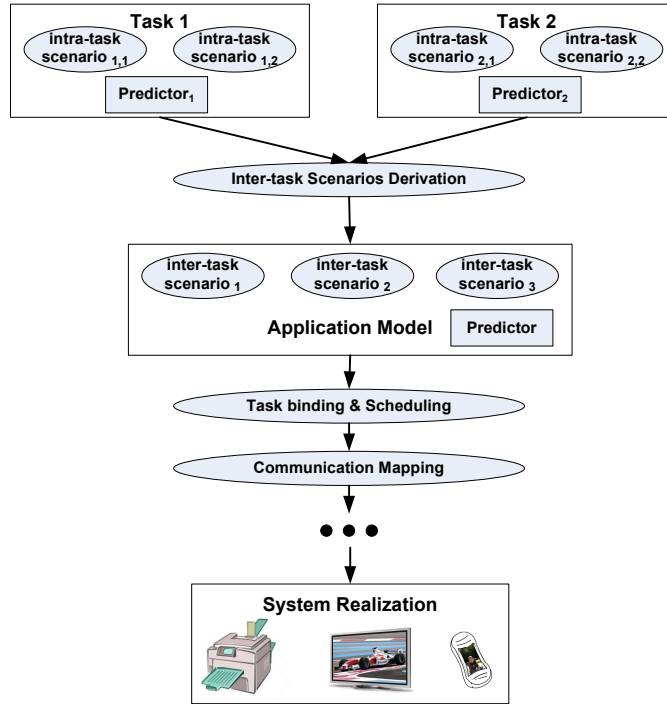 Task 1
intra-task
scenario 1,1
intra-task
scenario 1,2
Predictor1
Task 2
intra-task
scenario 2,1
intra-task
scenario 2,2
Predictor2
Inter-task Scenarios Derivation
inter-task
scenario 1
inter-task
scenario 2
inter-task
scenario 3
Application Model
Predictor
Task binding & Scheduling
Communication Mapping
System Realization